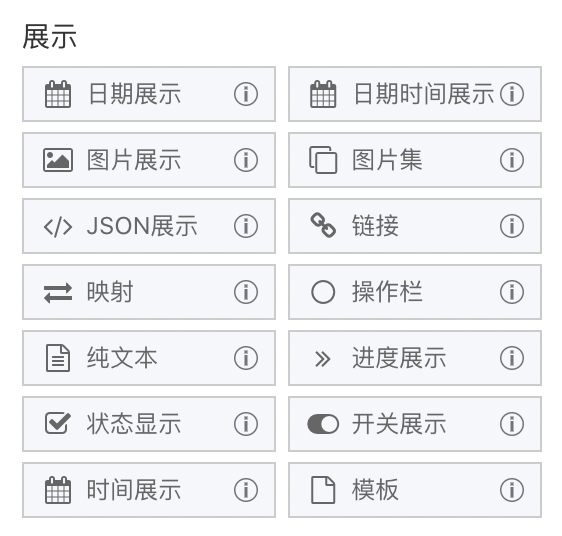 展示
日期展示
日期时间展示
图片展示
图片集
JSON展示
链接
映射
操作栏
纯文本
进度展示
状态显示
开关展示
时间展示
模板